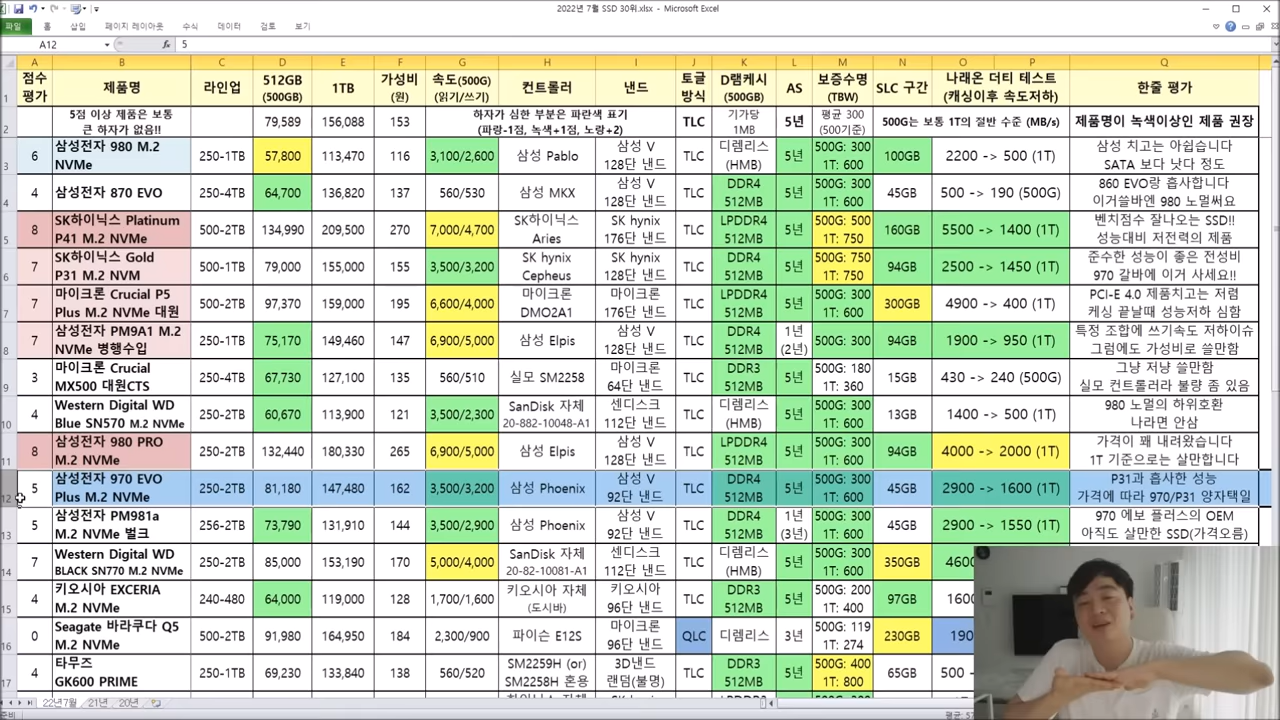 2022년 7월 SSD 30위.xlsx - Microsoft Excel
파일 홈 삽입 페이지 레이아웃 수식 데이터 검토 보기
A12 fx 5
A B C D E F G H I J K L M N O P Q
1 점수 평가 제품명 라인업 512GB (500GB) 1TB 가성비 (원) 속도(500G) (읽기/쓰기) 컨트롤러 낸드 토글 방식 D램케시 (500GB) AS 보증수명 (TBW) SLC 구간 나래온 더티 테스트 (캐싱이후 속도저하) 한줄 평가
2 5점 이상 제품은 보통 큰 하자가 없음!! 79,589 156,088 153 하자가 심한 부분은 파란색 표기 (파랑-1점, 녹색+1점, 노랑+2) TLC 기가당 1MB 5년 평균 300 (500기준) 500G는 보통 1T의 절반 수준 (MB/s) 제품명이 녹색이상인 제품 권장
3 6 삼성전자 980 M.2 NVMe 250-1TB 57,800 113,470 116 3,100/2,600 삼성 Pablo 삼성 V 128단 낸드 TLC 디렘리스 (HMB) 5년 500G: 300 1T: 600 100GB 2200 -> 500 (1T) 삼성 치고는 아쉽습니다 SATA 보다 낫다 정도
4 삼성전자 870 EVO 250-4TB 64,700 136,820 137 560/530 삼성 MKX 삼성 V 128단 낸드 TLC DDR4 512MB 5년 500G: 300 1T: 600 45GB 500 -> 190 (500G) 860 EVO랑 흡사합니다 이거쓸바엔 980 노멀써요
5 8 SK하이닉스 Platinum P41 M.2 NVMe 500-2TB 134,990 209,500 270 7,000/4,700 SK하이닉스 Aries SK hynix 176단 낸드 TLC LPDDR4 512MB 5년 500G: 500 1T: 750 160GB 5500 -> 1400 (1T) 벤치점수 잘나오는 SSD!! 성능대비 저전력의 제품
6 7 SK하이닉스 Gold P31 M.2 NVM 500-1TB 79,000 155,000 155 3,500/3,200 SK hynix Cepheus SK hynix 128단 낸드 TLC LPDDR4 512MB 5년 500G: 750 1T: 750 94GB 2500 -> 1450 (1T) 준수한 성능이 좋은 전성비 970 갈바에 이거 사세요!!
7 7 마이크론 Crucial P5 Plus M.2 NVMe 대원 500-2TB 97,370 159,000 195 6,600/4,000 마이크론 DMO2A1 마이크론 176단 낸드 TLC LPDDR4 512MB 5년 500G: 300 1T: 600 300GB 4900 -> 400 (1T) PCI-E 4.0 제품치고는 저렴 케싱 끝날때 성능저하 심함
8 7 삼성전자 PM9A1 M.2 NVMe 병행수입 250-1TB 75,170 149,460 147 6,900/5,000 삼성 Elpis 삼성 V 128단 낸드 TLC DDR4 512MB 1년 (2년) 500G: 300 1T: 600 94GB 1900 -> 950 (1T) 특정 조합에 쓰기속도 저하이슈 그럼에도 가성비로 쓸만함
9 3 마이크론 Crucial MX500 대원CTS 250-4TB 67,730 127,100 135 560/510 실모 SM2258 마이크론 64단 낸드 TLC DDR3 512MB 5년 500G: 180 1T: 360 15GB 430 -> 240 (500G) 그냥 저냥 쓸만함 실모 컨트롤러라 불량 좀 있음
10 4 Western Digital WD Blue SN570 M.2 NVMe 250-2TB 60,670 113,900 121 3,500/2,300 SanDisk 자체 20-882-10048-A1 센디스크 112단 낸드 TLC 디렘리스 (HMB) 5년 500G: 300 1T: 600 13GB 1400 -> 500 (1T) 980 노멀의 하위호환 나라면 안삼
11 8 삼성전자 980 PRO M.2 NVMe 250-2TB 132,440 180,330 265 6,900/5,000 삼성 Elpis 삼성 V 128단 낸드 TLC LPDDR4 512MB 5년 500G: 300 1T: 600 94GB 4000 -> 2000 (1T) 가격이 꽤 내려왔습니다 1T 기준으로는 살만합니다
12 5 삼성전자 970 EVO Plus M.2 NVMe 250-2TB 81,180 147,480 162 3,500/3,200 삼성 Phoenix 삼성 V 92단 낸드 TLC DDR4 512MB 5년 500G: 300 1T: 600 45GB 2900 -> 1600 (1T) P31과 흡사한 성능 가격에 따라 970/P31 양자택일
13 5 삼성전자 PM981a M.2 NVMe 벌크 256-2TB 73,790 131,910 144 3,500/2,900 삼성 Phoenix 삼성 V 92단 낸드 TLC DDR4 512MB 1년 (3년) 500G: 300 1T: 600 45GB 2900 -> 1550 (1T) 970 에보 플러스의 OEM 아직도 살만한 SSD(가격오름)
14 7 Western Digital WD BLACK SN770 M.2 NVMe 250-2TB 85,000 153,190 170 5,000/4,000 SanDisk 자체 20-82-10081-A1 센디스크 112단 낸드 TLC 디렘리스 (HMB) 5년 500G: 300 1T: 600 350GB 4600
15 4 키오시아 EXCERIA M.2 NVMe 240-480 64,000 119,000 128 1,700/1,600 키오시아 자체 (도시바) 키오시아 96단 낸드 TLC DDR4 512MB 5년 500G: 200 1T: 400 97GB 1600
16 0 Seagate 바라쿠다 Q5 M.2 NVMe 500-2TB 91,980 164,950 184 2,300/900 파이슨 E12S 마이크론 96단 낸드 QLC 디렘리스 3년 500G: 119 1T: 274 230GB 190
17 4 타무즈 GK600 PRIME 250-1TB 69,230 133,840 138 560/520 SM2259H (or) SM2258H 혼용 3D낸드 랜덤(불명) TLC DDR3 512MB 5년 500G: 400 1T: 800 65GB 500
22년7월 21년 20년